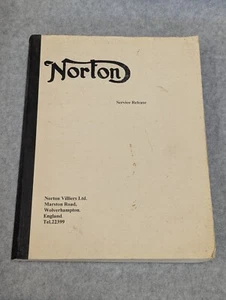 Norton
Service Release
Norton Villiers Ltd.
Marston Road,
Wolverhampton.
England
Tel.22399